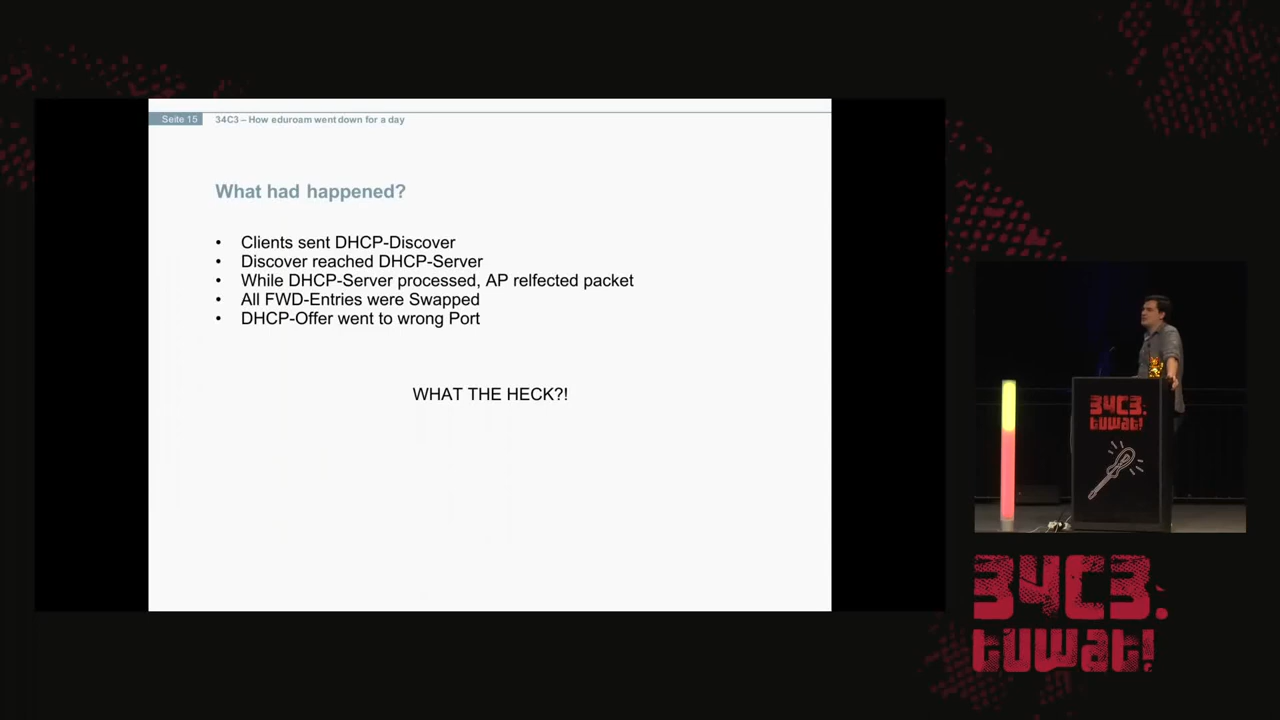 Seite 15
34C3 – How eduroam went down for a day
What had happened?
• Clients sent DHCP-Discover
• Discover reached DHCP-Server
• While DHCP-Server processed, AP relfected packet
• All FWD-Entries were Swapped
• DHCP-Offer went to wrong Port
WHAT THE HECK?!
34C3.
tuwat!
34C3.
tuwat!